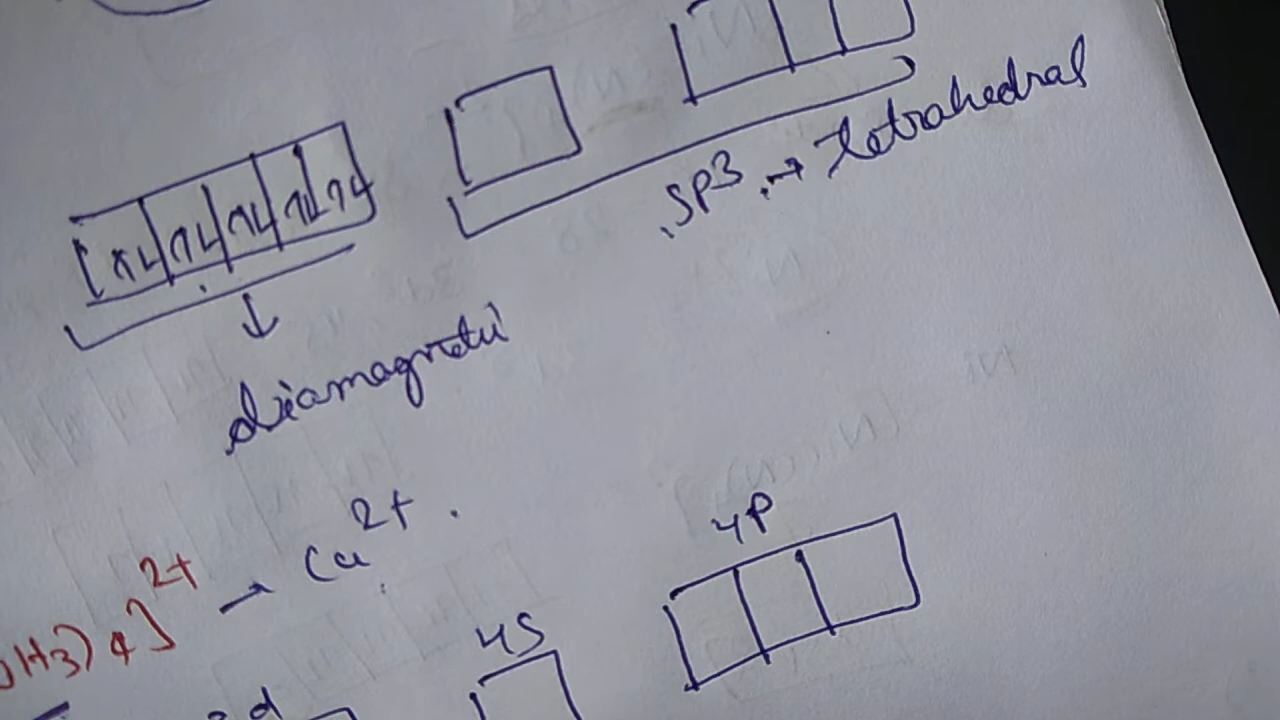 SP3 → tetrahedral
diamagnetic
H3)4]2+ → Cu2+.
4P
4S